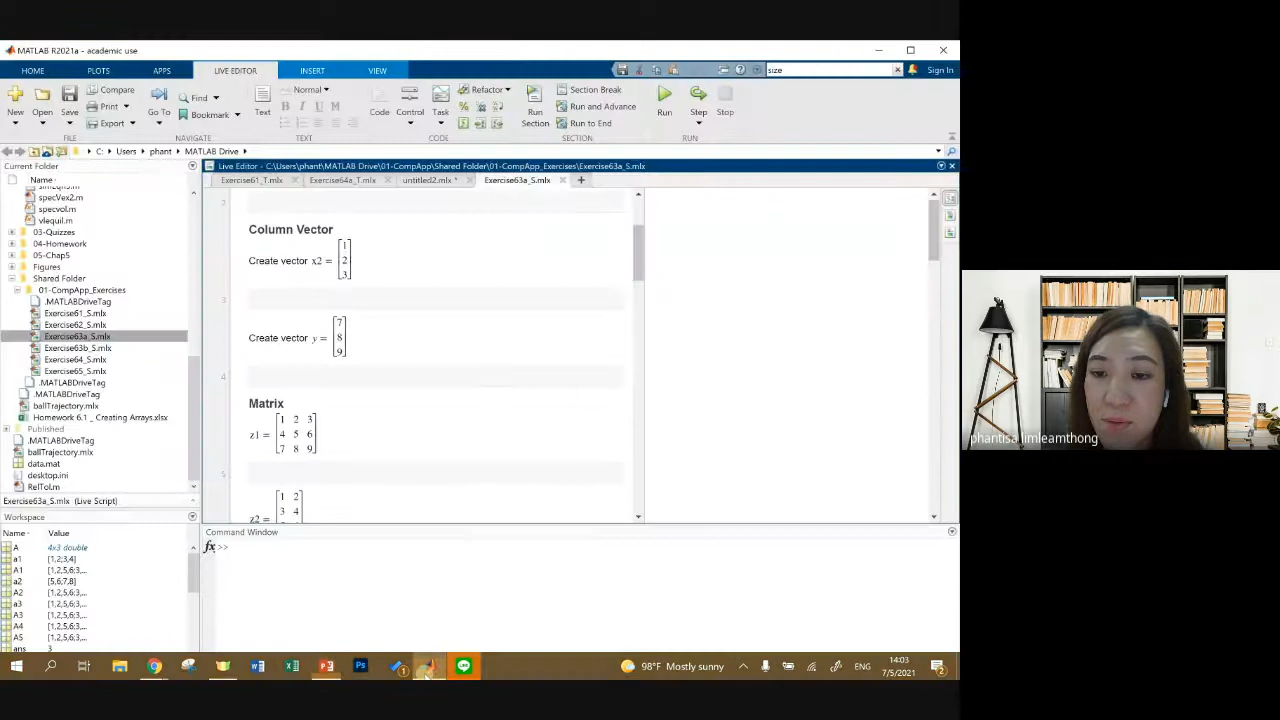 MATLAB R2021a - academic use
HOME PLOTS APPS LIVE EDITOR INSERT VIEW size Sign In
New Open Save Compare Print Export Go To Find Bookmark Text Normal B I U M Code Control Task Refactor Run Section Section Break Run and Advance Run to End Run Step Stop
FILE NAVIGATE TEXT CODE SECTION RUN
C: Users phant MATLAB Drive
Current Folder
Live Editor - C:\Users\phant\MATLAB Drive\01-CompApp\Shared Folder\01-CompApp_Exercises\Exercise63a_S.mlx
Name
Exercise61_T.mlx Exercise64a_T.mlx untitled2.mlx * Exercise63a_S.mlx
specVex2.m
specvol.m
vlequil.m
03-Quizzes
04-Homework
05-Chap5
Figures
Shared Folder
01-CompApp_Exercises
.MATLABDriveTag
Exercise61_S.mlx
Exercise62_S.mlx
Exercise63a_S.mlx
Exercise63b_S.mlx
Exercise64_S.mlx
Exercise65_S.mlx
.MATLABDriveTag
.MATLABDriveTag
ballTrajectory.mlx
Homework 6.1 _ Creating Arrays.xlsx
Published
.MATLABDriveTag
ballTrajectory.mlx
data.mat
desktop.ini
RelTol.m
Exercise63a_S.mlx (Live Script)
2
Column Vector
Create vector x2 = [1 2 3]
3
Create vector y = [7 8 9]
4
Matrix
z1 = [1 2 3 4 5 6 7 8 9]
5
z2 = [1 2 3 4
Workspace
Name Value
A 4x3 double
a1 [1,2;3,4]
A1 [1,2,5,6;3,...
a2 [5,6;7,8]
A2 [1,2,5,6;3,...
a3 [1,2,5,6;3,...
A3 [1,2,5,6;3,...
A4 [1,2,5,6;3,...
A5 [1,2,5,6;3,...
ans 3
Command Window
fx >>
phantisa limleamthong
98°F Mostly sunny ENG 14:03
7/5/2021